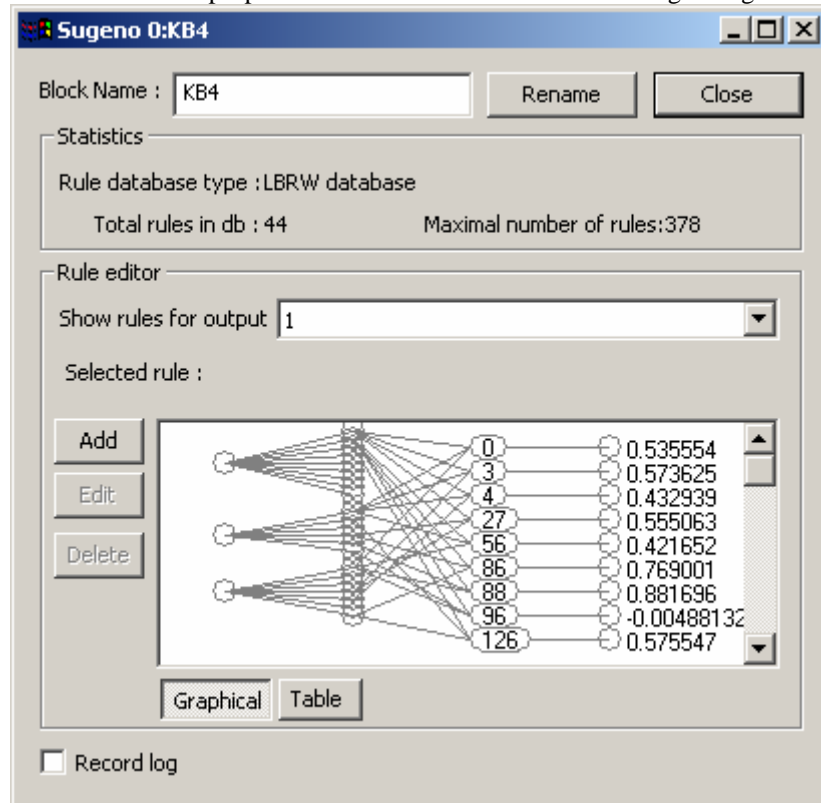 Sugeno 0:KB4
Block Name : KB4 Rename Close
Statistics
Rule database type :LBRW database
Total rules in db : 44 Maximal number of rules:378
Rule editor
Show rules for output 1
Selected rule :
Add
Edit
Delete
0 0.535554
3 0.573625
4 0.432939
27 0.555063
56 0.421652
86 0.769001
88 0.881696
96 -0.00488132
126 0.575547
Graphical Table
Record log